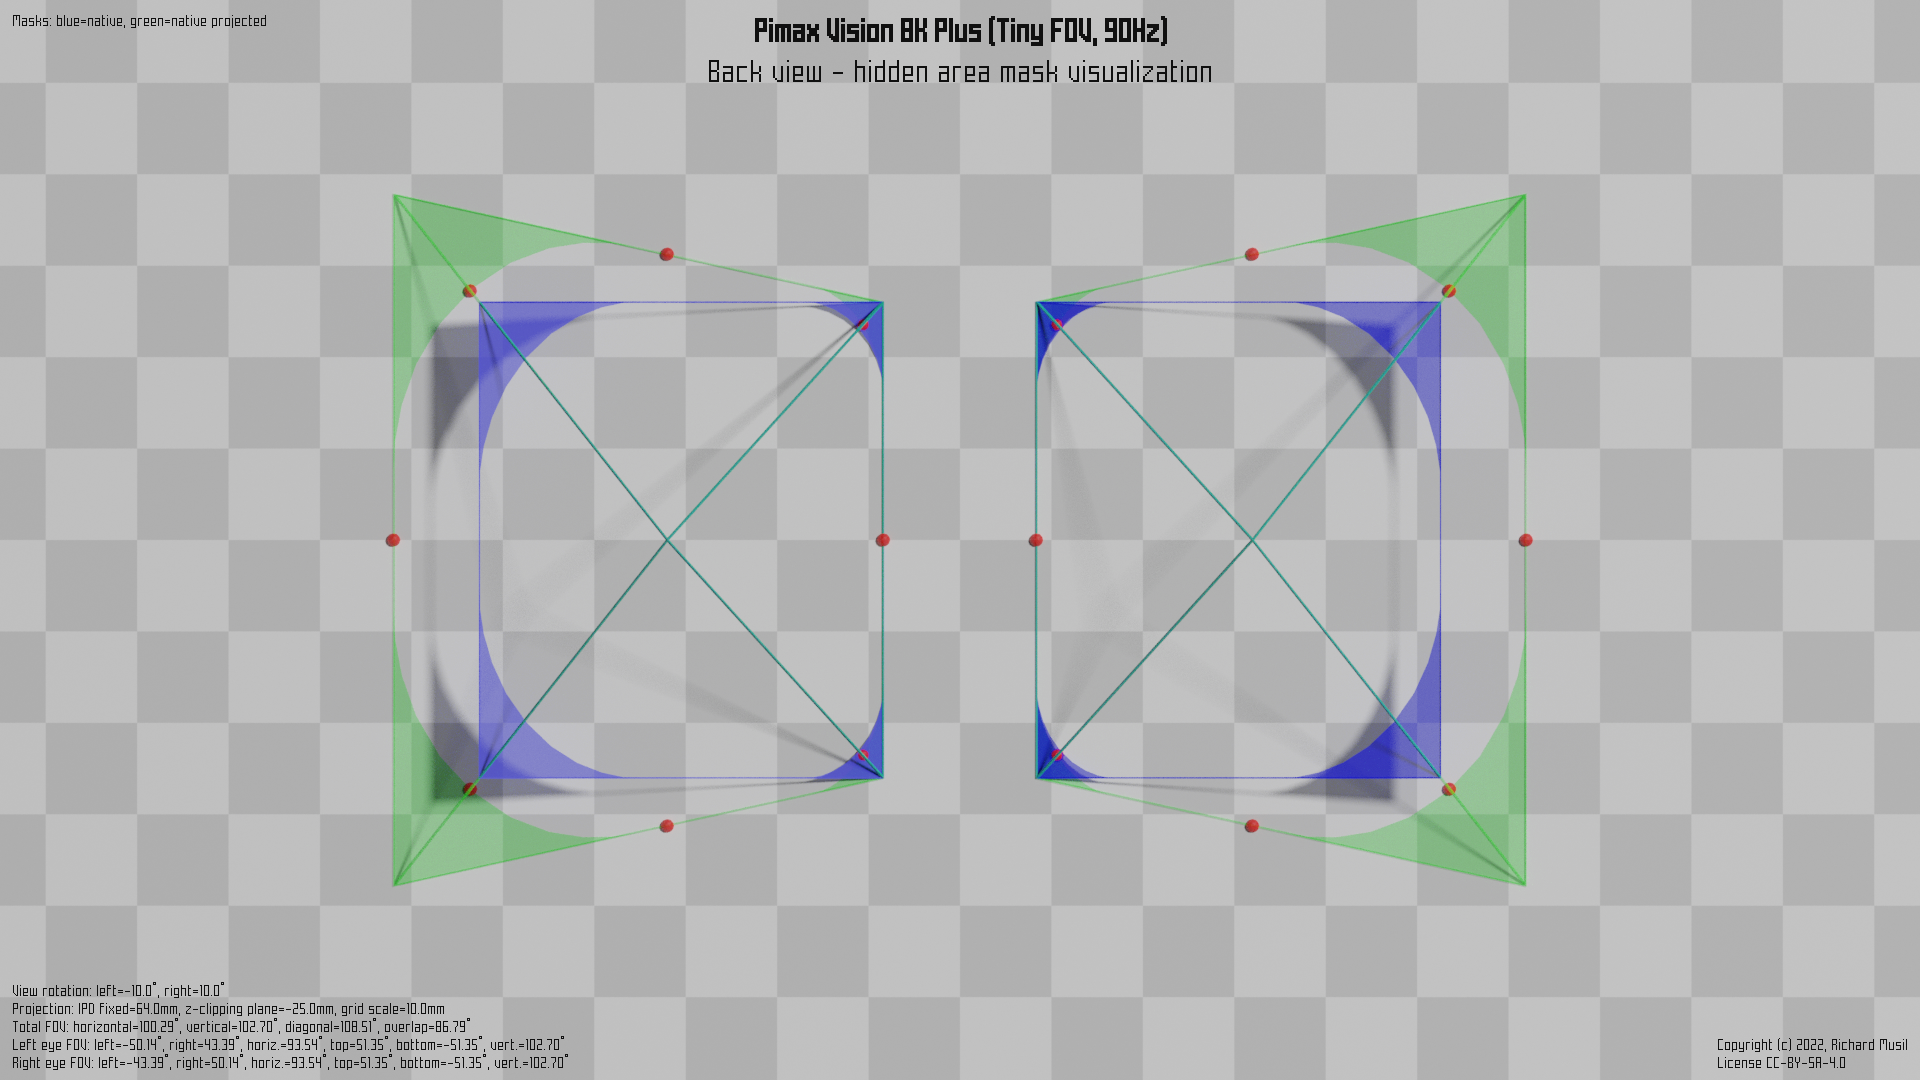 Masks: blue=native, green=native projected
Pimax Vision 8K Plus (Tiny FOV, 90Hz)
Back view - hidden area mask visualization
View rotation: left=-10.0°, right=10.0°
Projection: IPD fixed=64.0mm, z-clipping plane=-25.0mm, grid scale=10.0mm
Total FOV: horizontal=100.29°, vertical=102.70°, diagonal=108.51°, overlap=86.79°
Left eye FOV: left=-50.14°, right=43.39°, horiz.=93.54°, top=51.35°, bottom=-51.35°, vert.=102.70°
Right eye FOV: left=-43.39°, right=50.14°, horiz.=93.54°, top=51.35°, bottom=-51.35°, vert.=102.70°
Copyright (c) 2022, Richard Musil
License CC-BY-SA-4.0